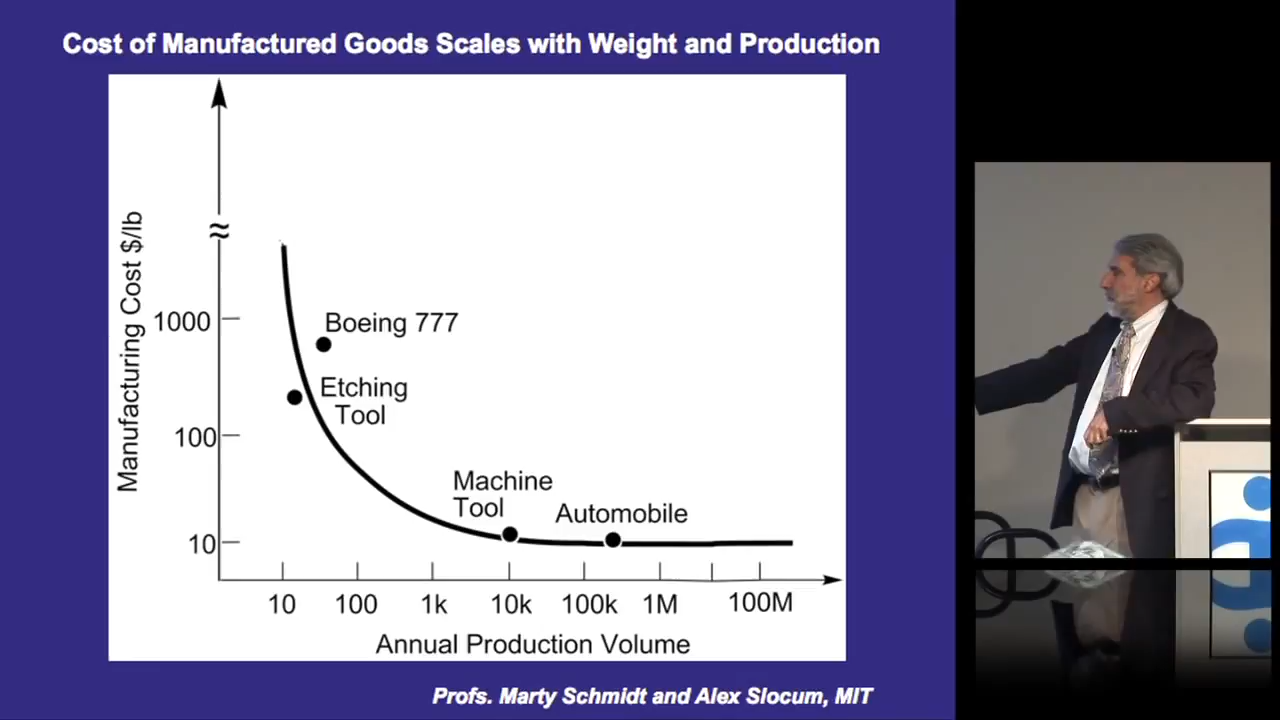 Cost of Manufactured Goods Scales with Weight and Production
Manufacturing Cost $/lb
1000
100
10
Boeing 777
Etching
Tool
Machine
Tool
Automobile
10 100 1k 10k 100k 1M 100M
Annual Production Volume
Profs. Marty Schmidt and Alex Slocum, MIT